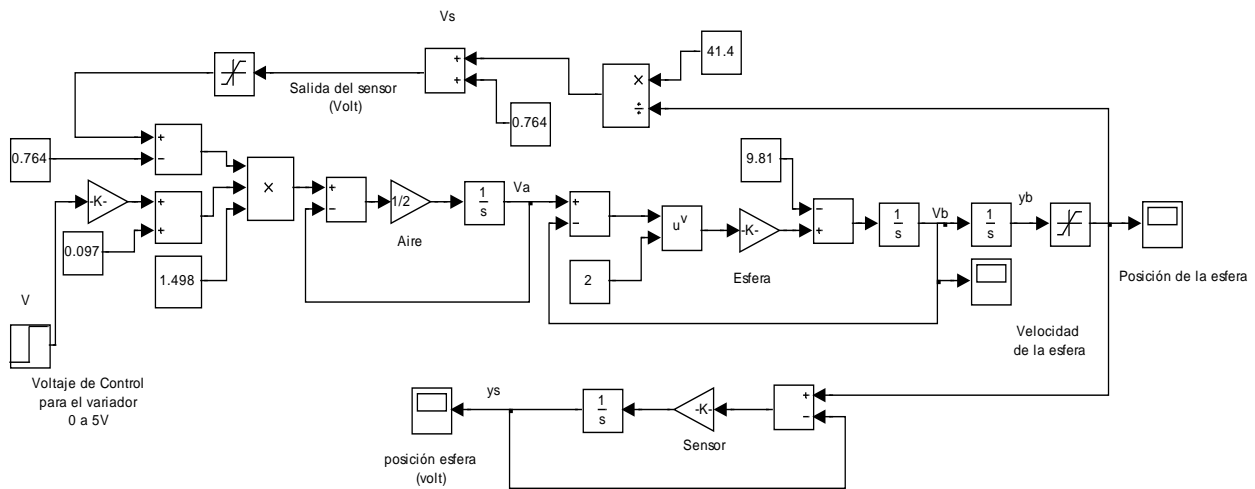 Vs
41.4
Salida del sensor
(Volt)
+
+
×
÷
0.764
0.764
+
−
-K-
+
+
0.097
1.498
×
V
Voltaje de Control
para el variador
0 a 5V
+
−
1/2
Aire
1
s
Va
+
−
2
u^v
-K-
Esfera
9.81
−
+
1
s
Vb
1
s
yb
Posición de la esfera
Velocidad
de la esfera
posición esfera
(volt)
ys
1
s
-K-
Sensor
+
−